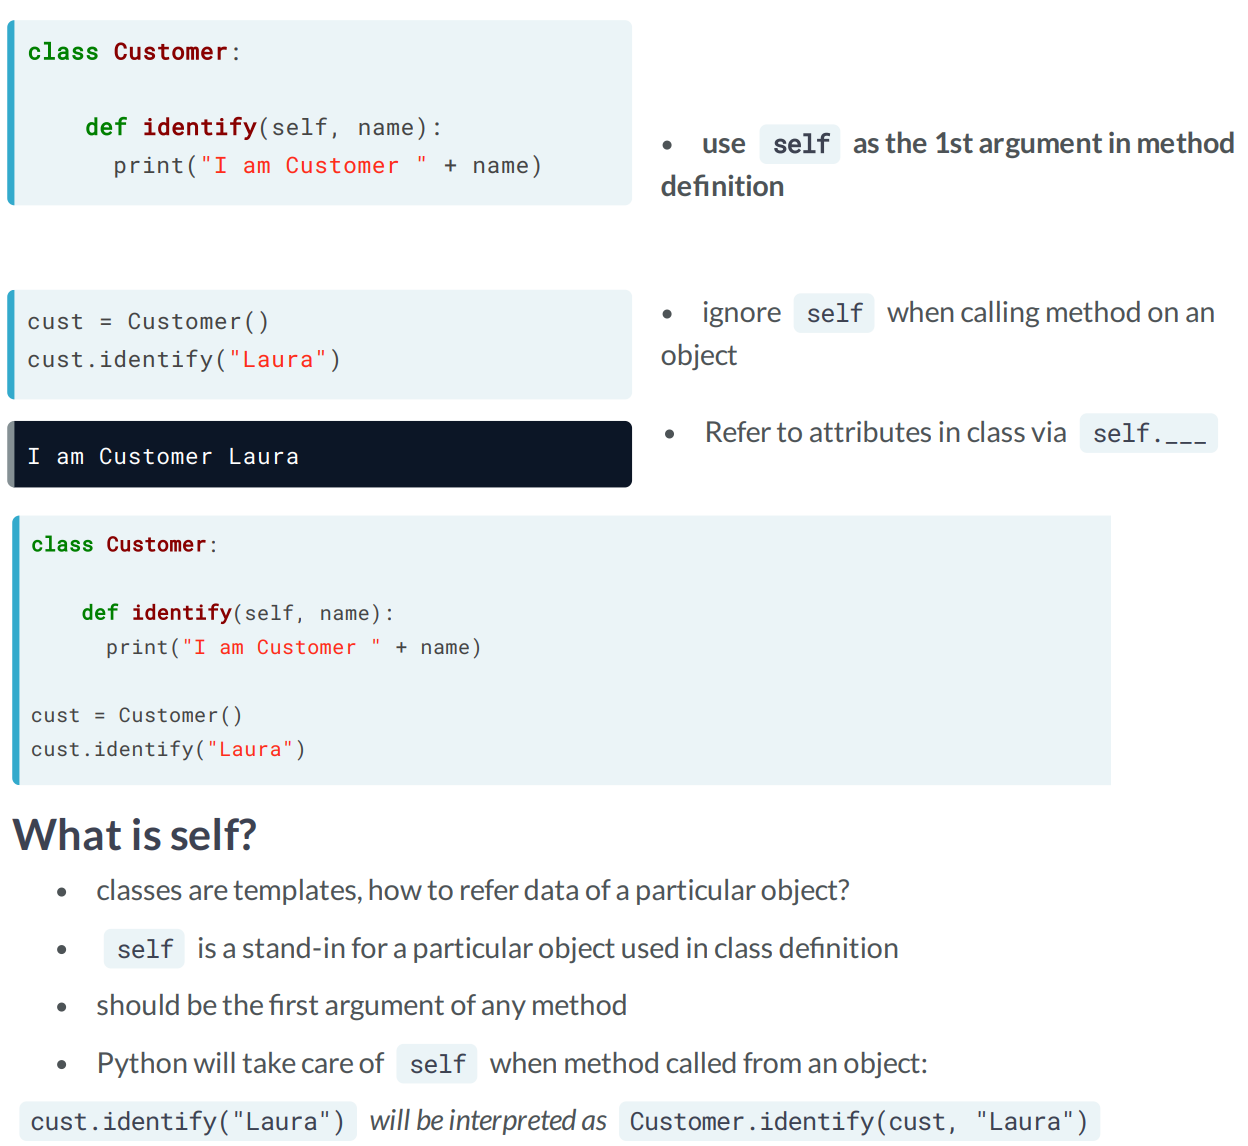 class Customer:
def identify(self, name):
print("I am Customer " + name)
• use self as the 1st argument in method
definition
cust = Customer()
cust.identify("Laura")
• ignore self when calling method on an
object
I am Customer Laura
• Refer to attributes in class via self.___
class Customer:
def identify(self, name):
print("I am Customer " + name)
cust = Customer()
cust.identify("Laura")
What is self?
• classes are templates, how to refer data of a particular object?
• self is a stand-in for a particular object used in class definition
• should be the first argument of any method
• Python will take care of self when method called from an object:
cust.identify("Laura") will be interpreted as Customer.identify(cust, "Laura")